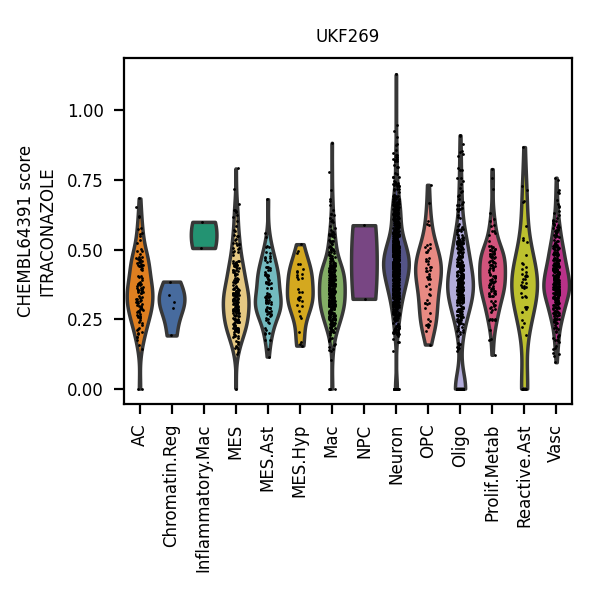 UKF269
CHEMBL64391 score
ITRACONAZOLE
1.00
0.75
0.50
0.25
0.00
AC
Chromatin.Reg
Inflammatory.Mac
MES
MES.Ast
MES.Hyp
Mac
NPC
Neuron
OPC
Oligo
Prolif.Metab
Reactive.Ast
Vasc